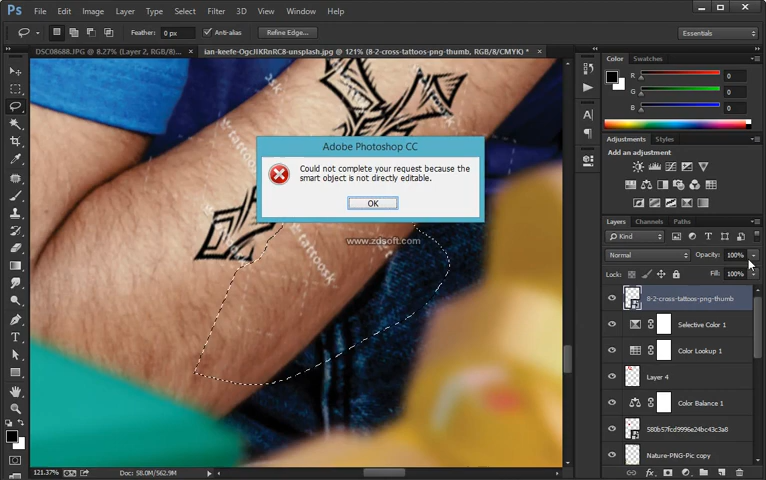 Ps File Edit Image Layer Type Select Filter 3D View Window Help
Feather: 0 px Anti-alias Refine Edge... Essentials
DSC08688.JPG @ 8.27% (Layer 2, RGB/8)... × ian-keefe-OgcJIKRnRC8-unsplash.jpg @ 121% (8-2-cross-tattoos-png-thumb, RGB/8/CMYK) * ×
Color Swatches
R 0
G 0
B 0
Adobe Photoshop CC
Could not complete your request because the
smart object is not directly editable.
OK
www.zdsoft.com
Adjustments Styles
Add an adjustment
Layers Channels Paths
Kind
Normal Opacity: 100%
Lock: Fill: 100%
8-2-cross-tattoos-png-thumb
Selective Color 1
Color Lookup 1
Layer 4
Color Balance 1
580b57fcd9996e24bc43c3a8
Nature-PNG-Pic copy
121.37% Doc: 58.0M/562.9M
fx